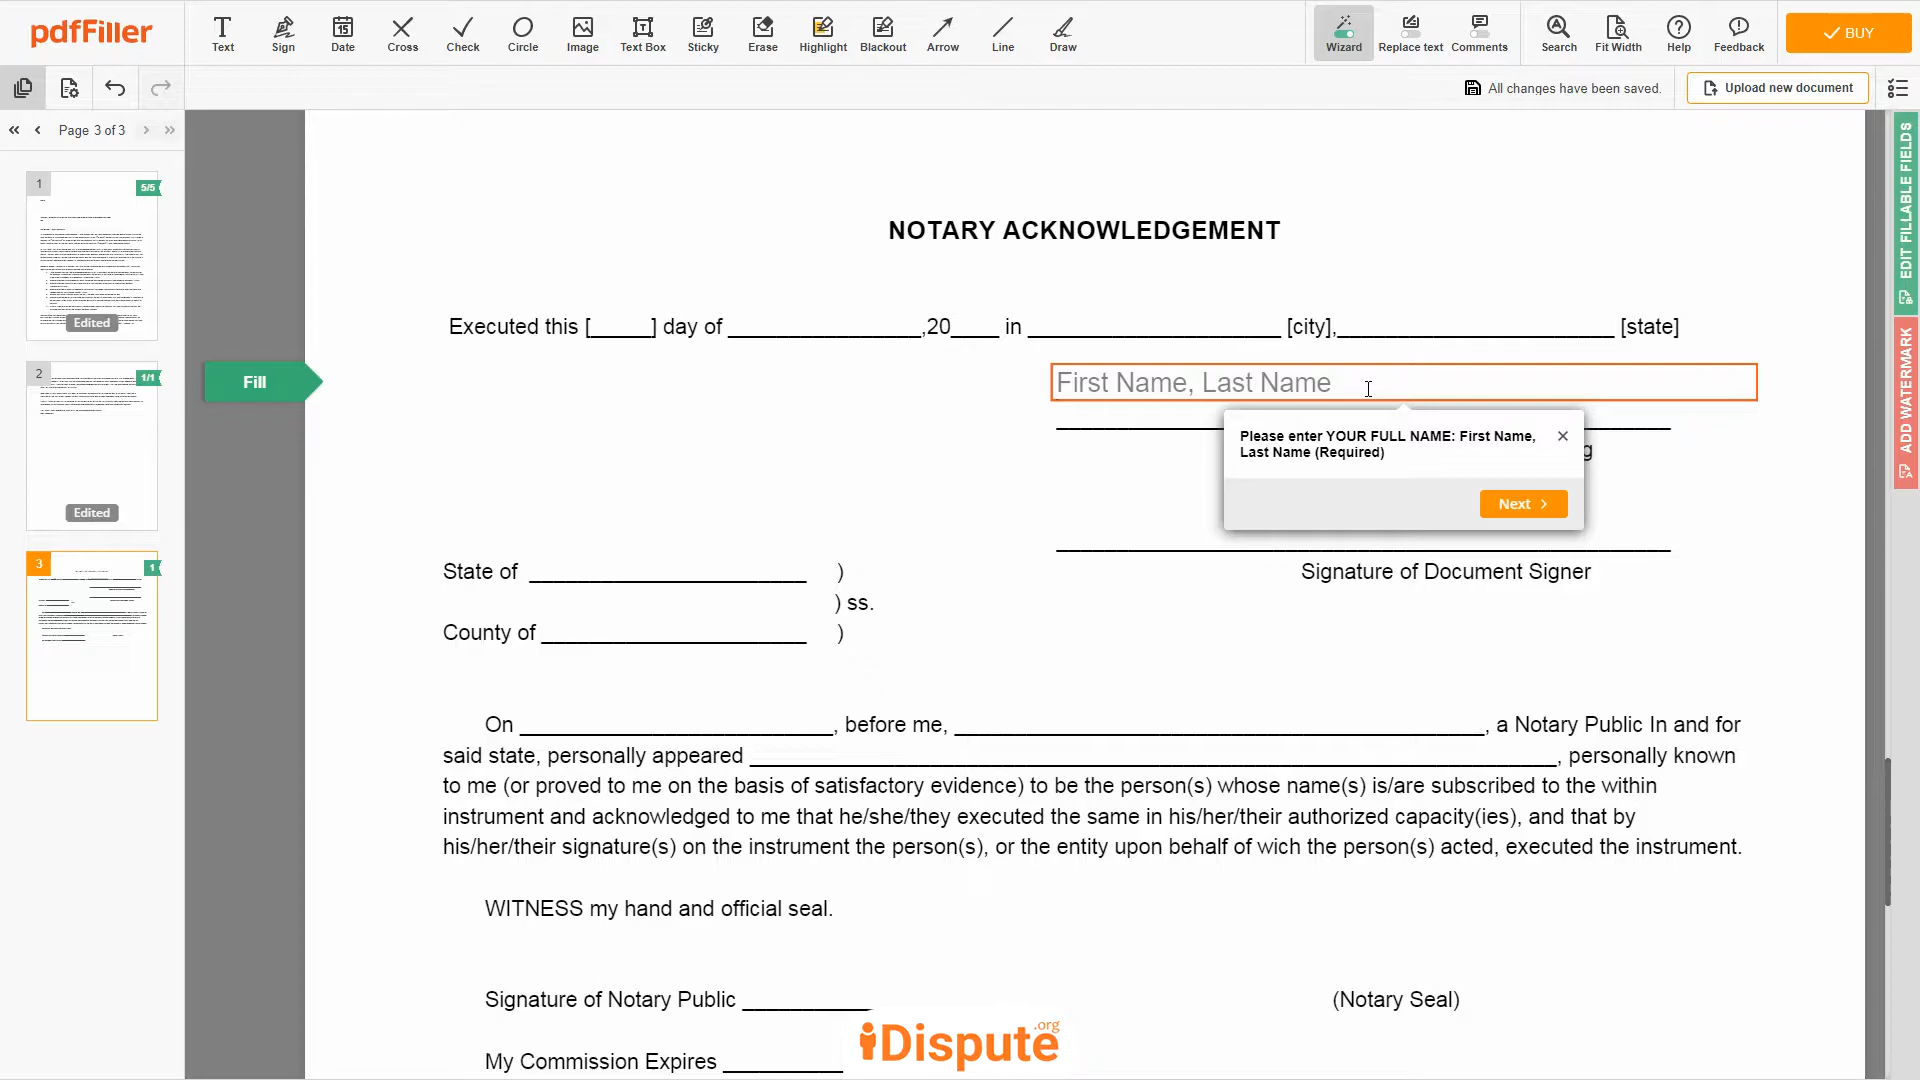 pdfFiller
Text
Sign
15
Date
Cross
Check
Circle
Image
Text Box
Sticky
Erase
Highlight
Blackout
Arrow
Line
Draw
Wizard
Replace text
Comments
Search
Fit Width
Help
Feedback
BUY
All changes have been saved.
Upload new document
Page 3 of 3
1
5/5
Edited
2
1/1
Edited
3
1
EDIT FILLABLE FIELDS
ADD WATERMARK
NOTARY ACKNOWLEDGEMENT
Executed this [_____] day of ________________,20____ in _____________________ [city],_______________________ [state]
Fill
First Name, Last Name
Please enter YOUR FULL NAME: First Name,
Last Name (Required)
g
Next
State of _______________________ )
Signature of Document Signer
) ss.
County of ______________________ )
On __________________________, before me, ____________________________________________, a Notary Public In and for
said state, personally appeared ___________________________________________________________________, personally known
to me (or proved to me on the basis of satisfactory evidence) to be the person(s) whose name(s) is/are subscribed to the within
instrument and acknowledged to me that he/she/they executed the same in his/her/their authorized capacity(ies), and that by
his/her/their signature(s) on the instrument the person(s), or the entity upon behalf of wich the person(s) acted, executed the instrument.
WITNESS my hand and official seal.
Signature of Notary Public ___________
(Notary Seal)
iDispute.org
My Commission Expires __________